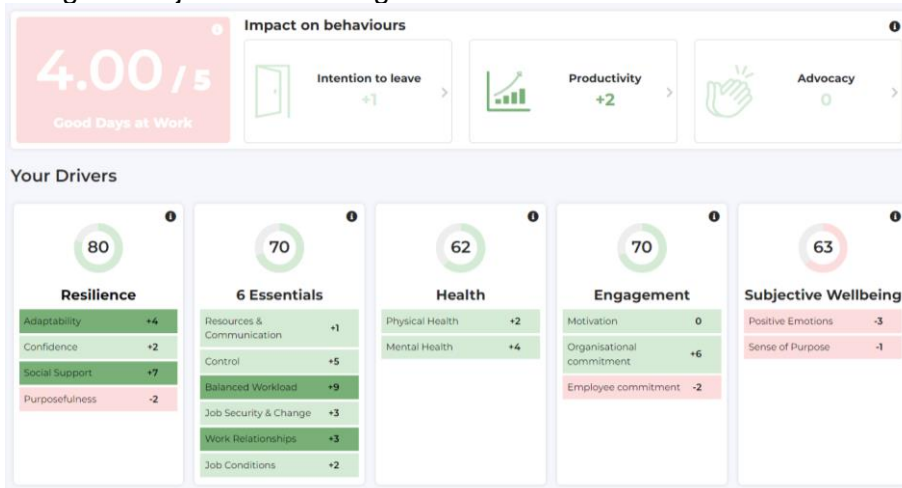 Impact on behaviours
4.00 / 5
Good Days at Work
Intention to leave
+1
Productivity
+2
Advocacy
0
Your Drivers
80
Resilience
Adaptability +4
Confidence +2
Social Support +7
Purposefulness -2
70
6 Essentials
Resources &
Communication +1
Control +5
Balanced Workload +9
Job Security & Change +3
Work Relationships +3
Job Conditions +2
62
Health
Physical Health +2
Mental Health +4
70
Engagement
Motivation 0
Organisational
commitment +6
Employee commitment -2
63
Subjective Wellbeing
Positive Emotions -3
Sense of Purpose -1